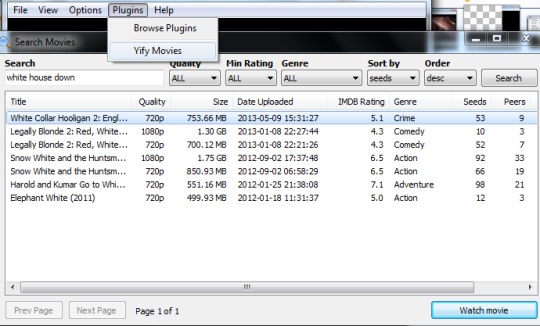 File View Options Plugins Help
Browse Plugins
Yify Movies
Search Movies
Search Quality Min Rating Genre Sort by Order
white house down ALL ALL ALL seeds desc Search
Title Quality Size Date Uploaded IMDB Rating Genre Seeds Peers
White Collar Hooligan 2: Engl... 720p 753.66 MB 2013-05-09 15:31:27 5.1 Crime 53 9
Legally Blonde 2: Red, White... 1080p 1.30 GB 2013-01-08 22:27:44 4.3 Comedy 10 3
Legally Blonde 2: Red, White... 720p 700.12 MB 2013-01-08 22:21:26 4.3 Comedy 52 7
Snow White and the Huntsm... 1080p 1.75 GB 2012-09-02 17:37:48 6.5 Action 92 33
Snow White and the Huntsm... 720p 850.93 MB 2012-09-02 06:58:29 6.5 Action 66 19
Harold and Kumar Go to Whi... 720p 551.16 MB 2012-01-25 21:38:08 7.1 Adventure 98 21
Elephant White (2011) 720p 499.93 MB 2012-01-18 11:31:37 5.0 Action 12 3
Prev Page Next Page Page 1 of 1 Watch movie